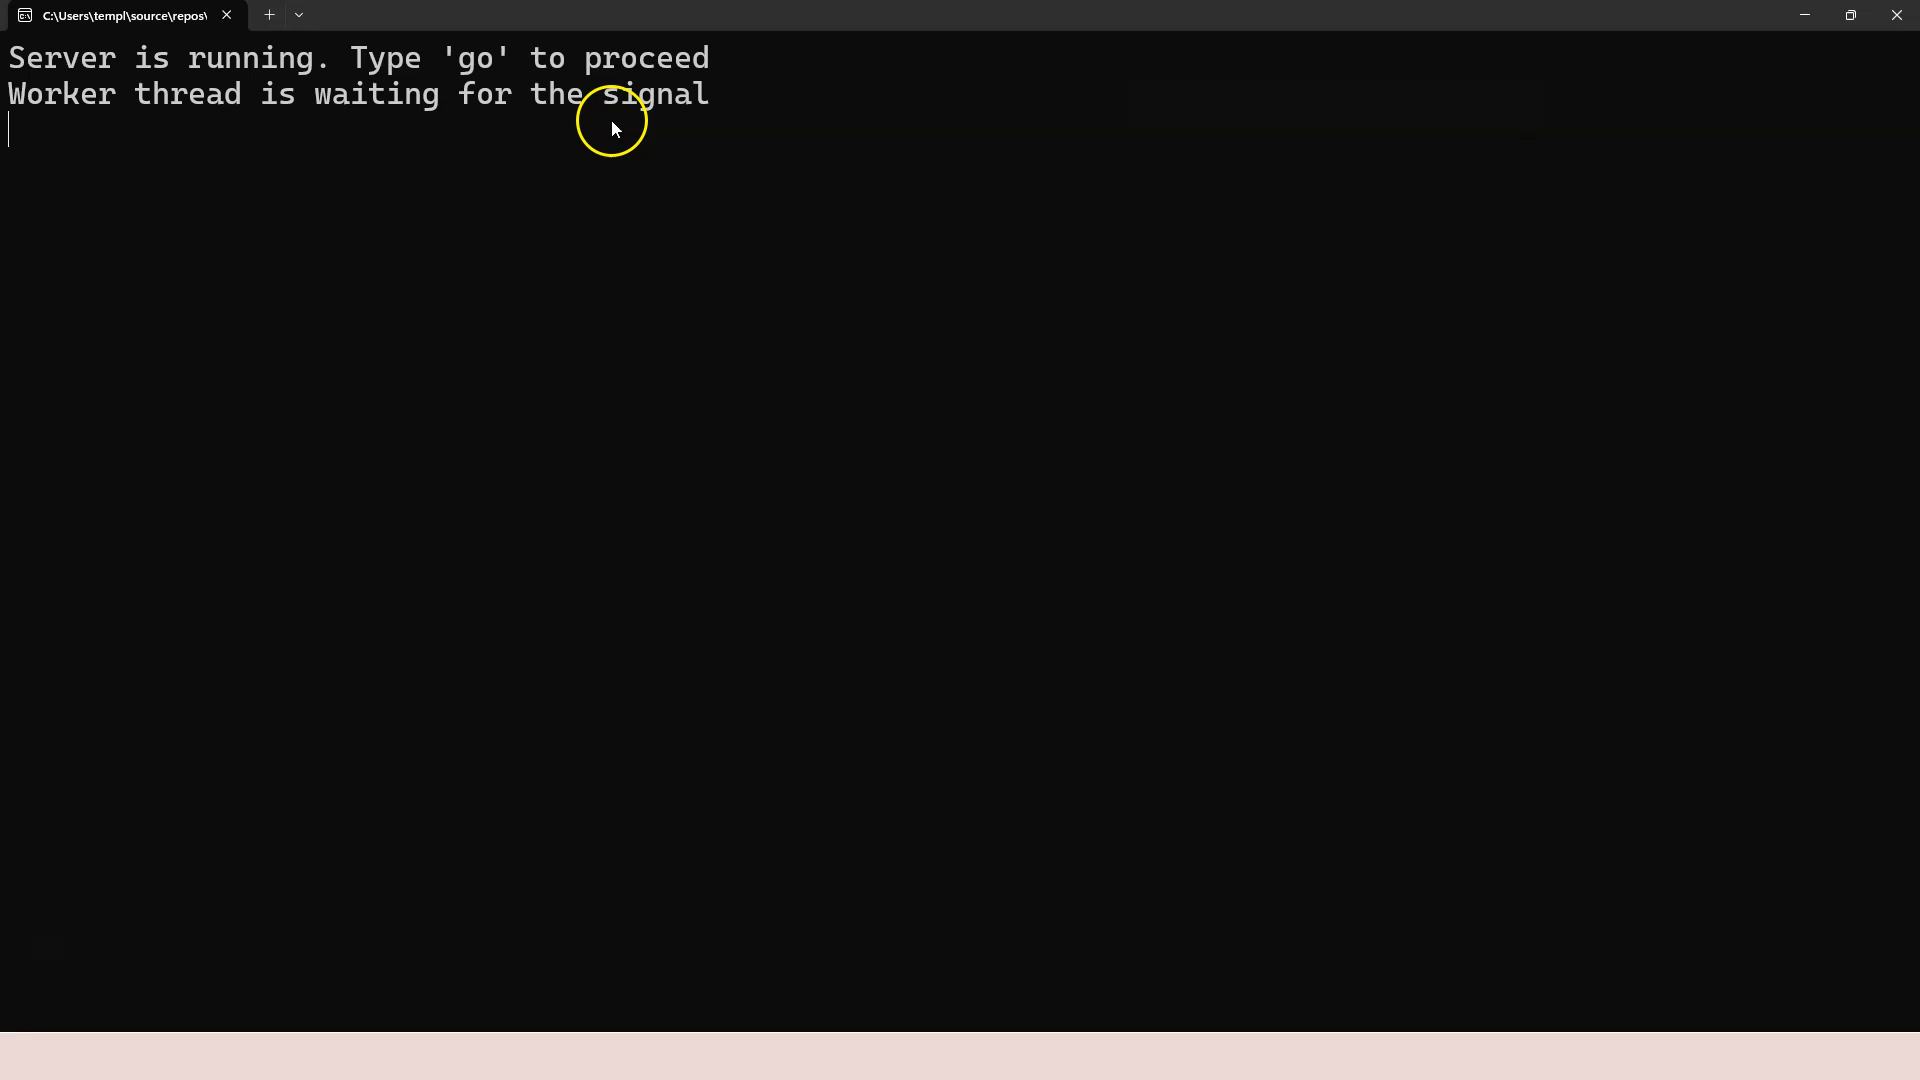 C:\Users\templ\source\repos\
Server is running. Type 'go' to proceed
Worker thread is waiting for the signal